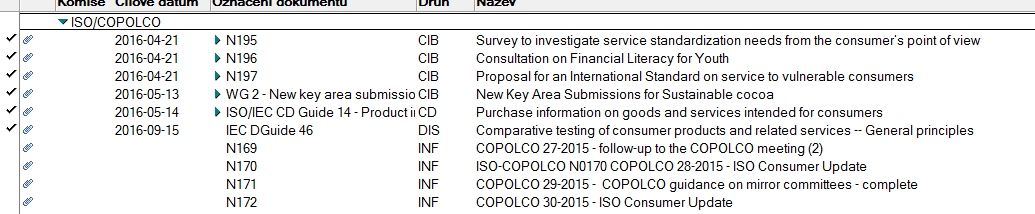 Komise Cílové datum Označení dokumentu Druh Název
ISO/COPOLCO
2016-04-21 N195 CIB Survey to investigate service standardization needs from the consumer's point of view
2016-04-21 N196 CIB Consultation on Financial Literacy for Youth
2016-04-21 N197 CIB Proposal for an International Standard on service to vulnerable consumers
2016-05-13 WG 2 - New key area submissio CIB New Key Area Submissions for Sustainable cocoa
2016-05-14 ISO/IEC CD Guide 14 - Product i CD Purchase information on goods and services intended for consumers
2016-09-15 IEC DGuide 46 DIS Comparative testing of consumer products and related services -- General principles
N169 INF COPOLCO 27-2015 - follow-up to the COPOLCO meeting (2)
N170 INF ISO-COPOLCO N0170 COPOLCO 28-2015 - ISO Consumer Update
N171 INF COPOLCO 29-2015 - COPOLCO guidance on mirror committees - complete
N172 INF COPOLCO 30-2015 - ISO Consumer Update